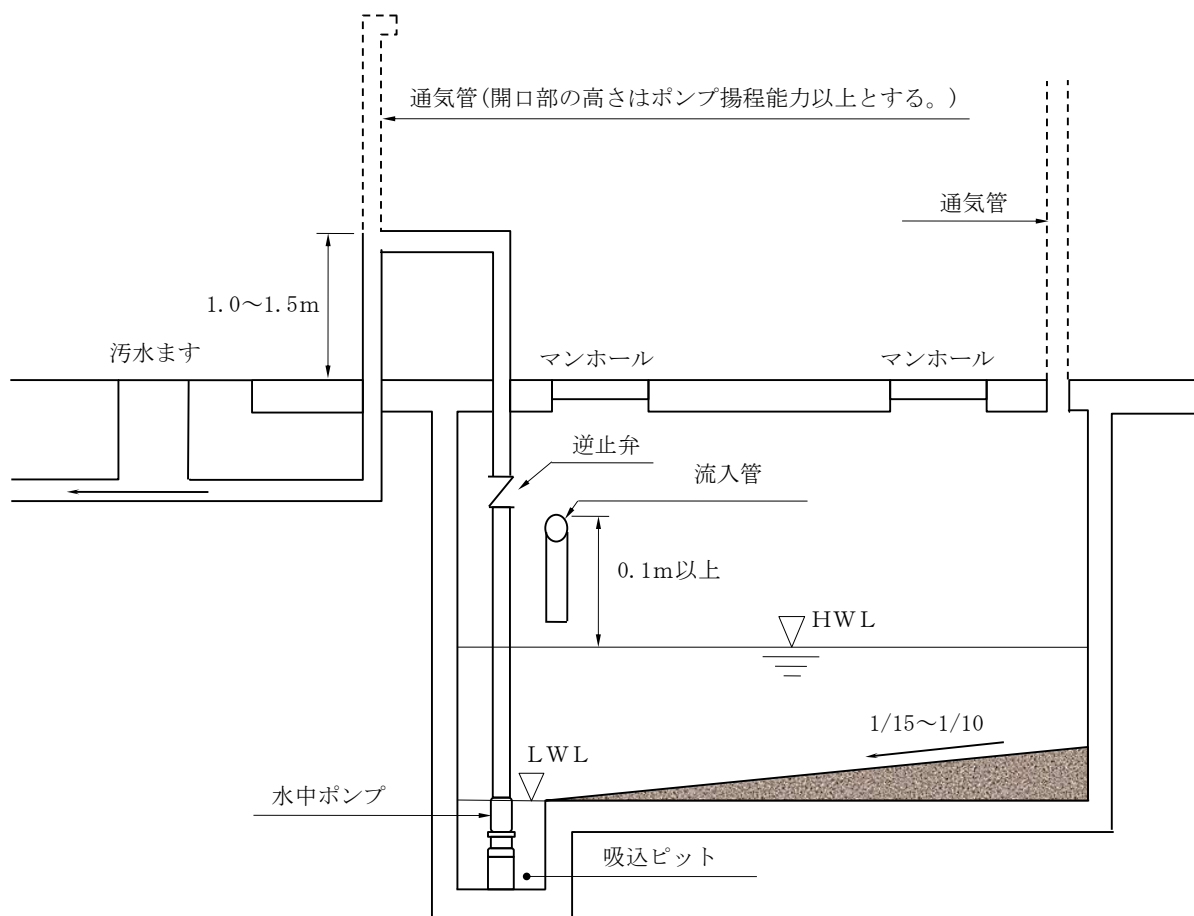 通気管(開口部の高さはポンプ揚程能力以上とする。)
通気管
1.0～1.5m
汚水ます
マンホール
マンホール
逆止弁
流入管
0.1m以上
HWL
1/15～1/10
LWL
水中ポンプ
吸込ピット